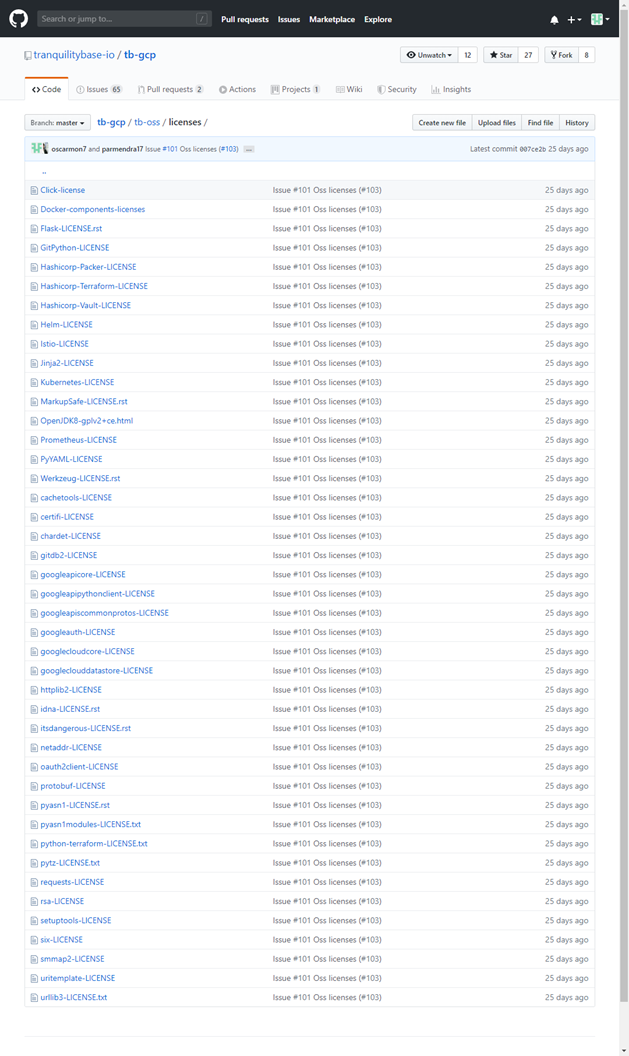 Search or jump to... /
Pull requests Issues Marketplace Explore
tranquilitybase-io / tb-gcp
Unwatch 12 Star 27 Fork 8
Code Issues 65 Pull requests 2 Actions Projects 1 Wiki Security Insights
Branch: master tb-gcp / tb-oss / licenses / Create new file Upload files Find file History
oscarmon7 and parmendra17 Issue #101 Oss licenses (#103) ... Latest commit 007ce2b 25 days ago
..
Click-license Issue #101 Oss licenses (#103) 25 days ago
Docker-components-licenses Issue #101 Oss licenses (#103) 25 days ago
Flask-LICENSE.rst Issue #101 Oss licenses (#103) 25 days ago
GitPython-LICENSE Issue #101 Oss licenses (#103) 25 days ago
Hashicorp-Packer-LICENSE Issue #101 Oss licenses (#103) 25 days ago
Hashicorp-Terraform-LICENSE Issue #101 Oss licenses (#103) 25 days ago
Hashicorp-Vault-LICENSE Issue #101 Oss licenses (#103) 25 days ago
Helm-LICENSE Issue #101 Oss licenses (#103) 25 days ago
Istio-LICENSE Issue #101 Oss licenses (#103) 25 days ago
Jinja2-LICENSE Issue #101 Oss licenses (#103) 25 days ago
Kubernetes-LICENSE Issue #101 Oss licenses (#103) 25 days ago
MarkupSafe-LICENSE.rst Issue #101 Oss licenses (#103) 25 days ago
OpenJDK8-gplv2+ce.html Issue #101 Oss licenses (#103) 25 days ago
Prometheus-LICENSE Issue #101 Oss licenses (#103) 25 days ago
PyYAML-LICENSE Issue #101 Oss licenses (#103) 25 days ago
Werkzeug-LICENSE.rst Issue #101 Oss licenses (#103) 25 days ago
cachetools-LICENSE Issue #101 Oss licenses (#103) 25 days ago
certifi-LICENSE Issue #101 Oss licenses (#103) 25 days ago
chardet-LICENSE Issue #101 Oss licenses (#103) 25 days ago
gitdb2-LICENSE Issue #101 Oss licenses (#103) 25 days ago
googleapicore-LICENSE Issue #101 Oss licenses (#103) 25 days ago
googleapipythonclient-LICENSE Issue #101 Oss licenses (#103) 25 days ago
googleapiscommonprotos-LICENSE Issue #101 Oss licenses (#103) 25 days ago
googleauth-LICENSE Issue #101 Oss licenses (#103) 25 days ago
googlecloudcore-LICENSE Issue #101 Oss licenses (#103) 25 days ago
googleclouddatastore-LICENSE Issue #101 Oss licenses (#103) 25 days ago
httplib2-LICENSE Issue #101 Oss licenses (#103) 25 days ago
idna-LICENSE.rst Issue #101 Oss licenses (#103) 25 days ago
itsdangerous-LICENSE.rst Issue #101 Oss licenses (#103) 25 days ago
netaddr-LICENSE Issue #101 Oss licenses (#103) 25 days ago
oauth2client-LICENSE Issue #101 Oss licenses (#103) 25 days ago
protobuf-LICENSE Issue #101 Oss licenses (#103) 25 days ago
pyasn1-LICENSE.rst Issue #101 Oss licenses (#103) 25 days ago
pyasn1modules-LICENSE.txt Issue #101 Oss licenses (#103) 25 days ago
python-terraform-LICENSE.txt Issue #101 Oss licenses (#103) 25 days ago
pytz-LICENSE.txt Issue #101 Oss licenses (#103) 25 days ago
requests-LICENSE Issue #101 Oss licenses (#103) 25 days ago
rsa-LICENSE Issue #101 Oss licenses (#103) 25 days ago
setuptools-LICENSE Issue #101 Oss licenses (#103) 25 days ago
six-LICENSE Issue #101 Oss licenses (#103) 25 days ago
smmap2-LICENSE Issue #101 Oss licenses (#103) 25 days ago
uritemplate-LICENSE Issue #101 Oss licenses (#103) 25 days ago
urllib3-LICENSE.txt Issue #101 Oss licenses (#103) 25 days ago